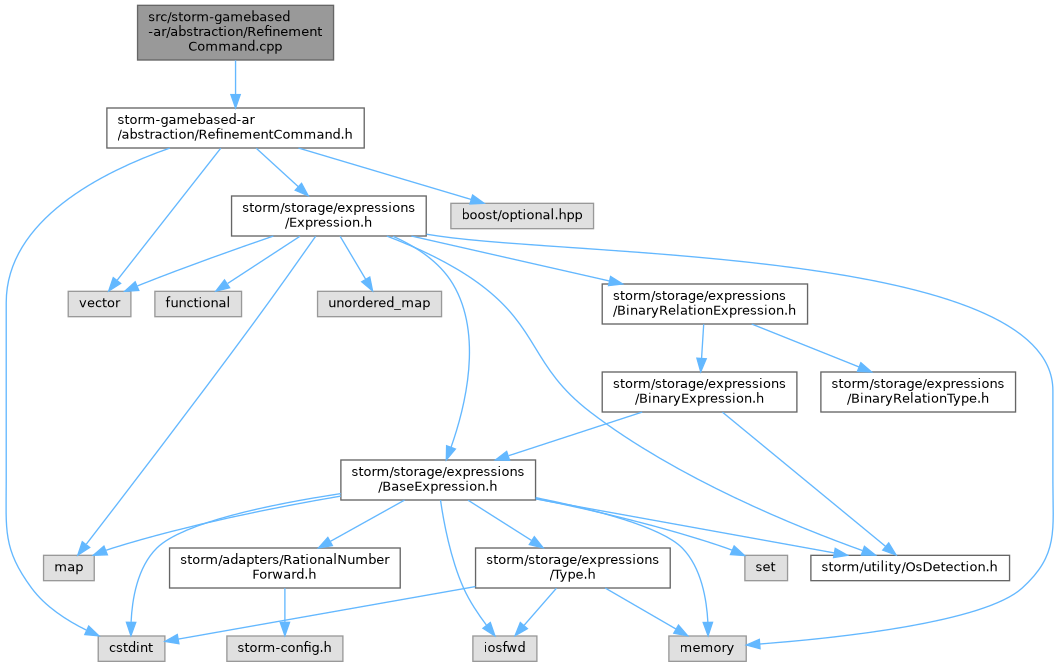 src/storm-gamebased
-ar/abstraction/Refinement
Command.cpp
storm-gamebased-ar
/abstraction/RefinementCommand.h
storm/storage/expressions
/Expression.h
boost/optional.hpp
vector
functional
unordered_map
storm/storage/expressions
/BinaryRelationExpression.h
storm/storage/expressions
/BinaryExpression.h
storm/storage/expressions
/BinaryRelationType.h
storm/storage/expressions
/BaseExpression.h
map
storm/adapters/RationalNumber
Forward.h
storm/storage/expressions
/Type.h
set
storm/utility/OsDetection.h
cstdint
storm-config.h
iosfwd
memory